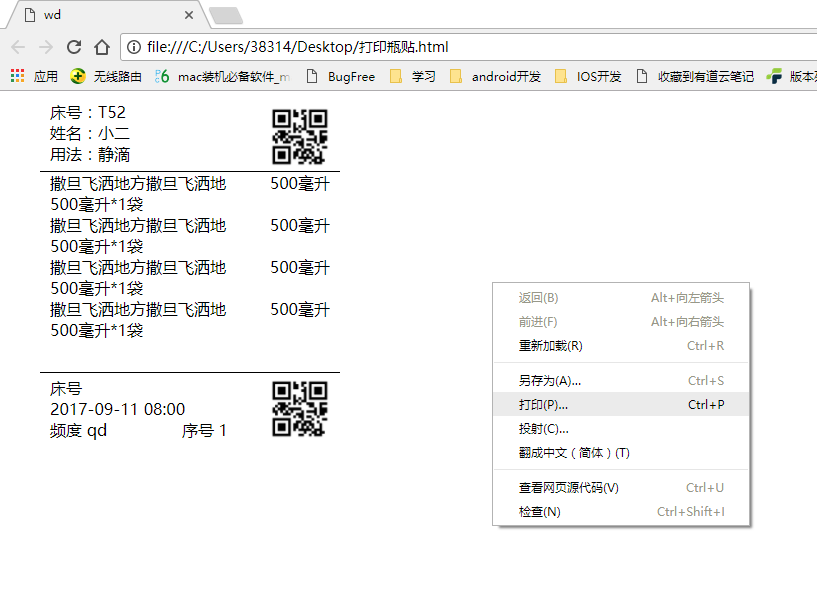 wd
file:///C:/Users/38314/Desktop/打印瓶贴.html
应用 无线路由 mac装机必备软件_m BugFree 学习 android开发 IOS开发 收藏到有道云笔记 版本
床号：T52
姓名：小二
用法：静滴
撒旦飞洒地方撒旦飞洒地 500毫升
500毫升*1袋
撒旦飞洒地方撒旦飞洒地 500毫升
500毫升*1袋
撒旦飞洒地方撒旦飞洒地 500毫升
500毫升*1袋
撒旦飞洒地方撒旦飞洒地 500毫升
500毫升*1袋
床号
2017-09-11 08:00
频度 qd 序号 1
返回(B) Alt+向左箭头
前进(F) Alt+向右箭头
重新加载(R) Ctrl+R
另存为(A)... Ctrl+S
打印(P)... Ctrl+P
投射(C)...
翻成中文（简体）(T)
查看网页源代码(V) Ctrl+U
检查(N) Ctrl+Shift+I